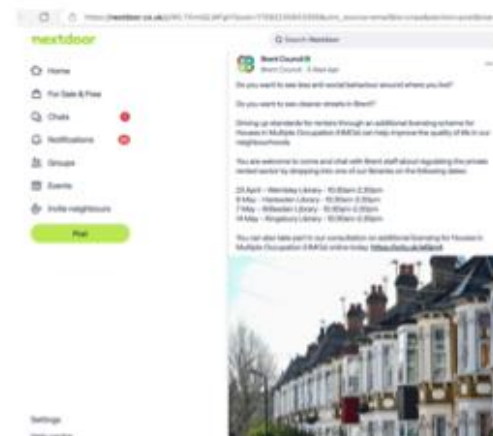 nextdoor
Search Nextdoor
Home
For Sale & Free
Chats
Notifications
Groups
Events
Invite neighbours
Post
Settings
Brent Council
Brent Council
Do you want to see less anti-social behaviour around where you live?
Do you want to see cleaner streets in Brent?
Driving up standards for renters through an additional licensing scheme for
Houses in Multiple Occupation (HMOs) can help improve the quality of life in our
neighbourhoods.
You are welcome to come and chat with Brent staff about regulating the private
rented sector by dropping into one of our libraries on the following dates:
April - Wembley Library - 10:30am-2:30pm
May - Harlesden Library - 10:30am-2:30pm
7 May - Willesden Library - 10:30am-2:30pm
May - Kingsbury Library - 10:30am-2:30pm
You can also take part in our consultation on additional licensing for Houses in
Multiple Occupation (HMOs) online today: